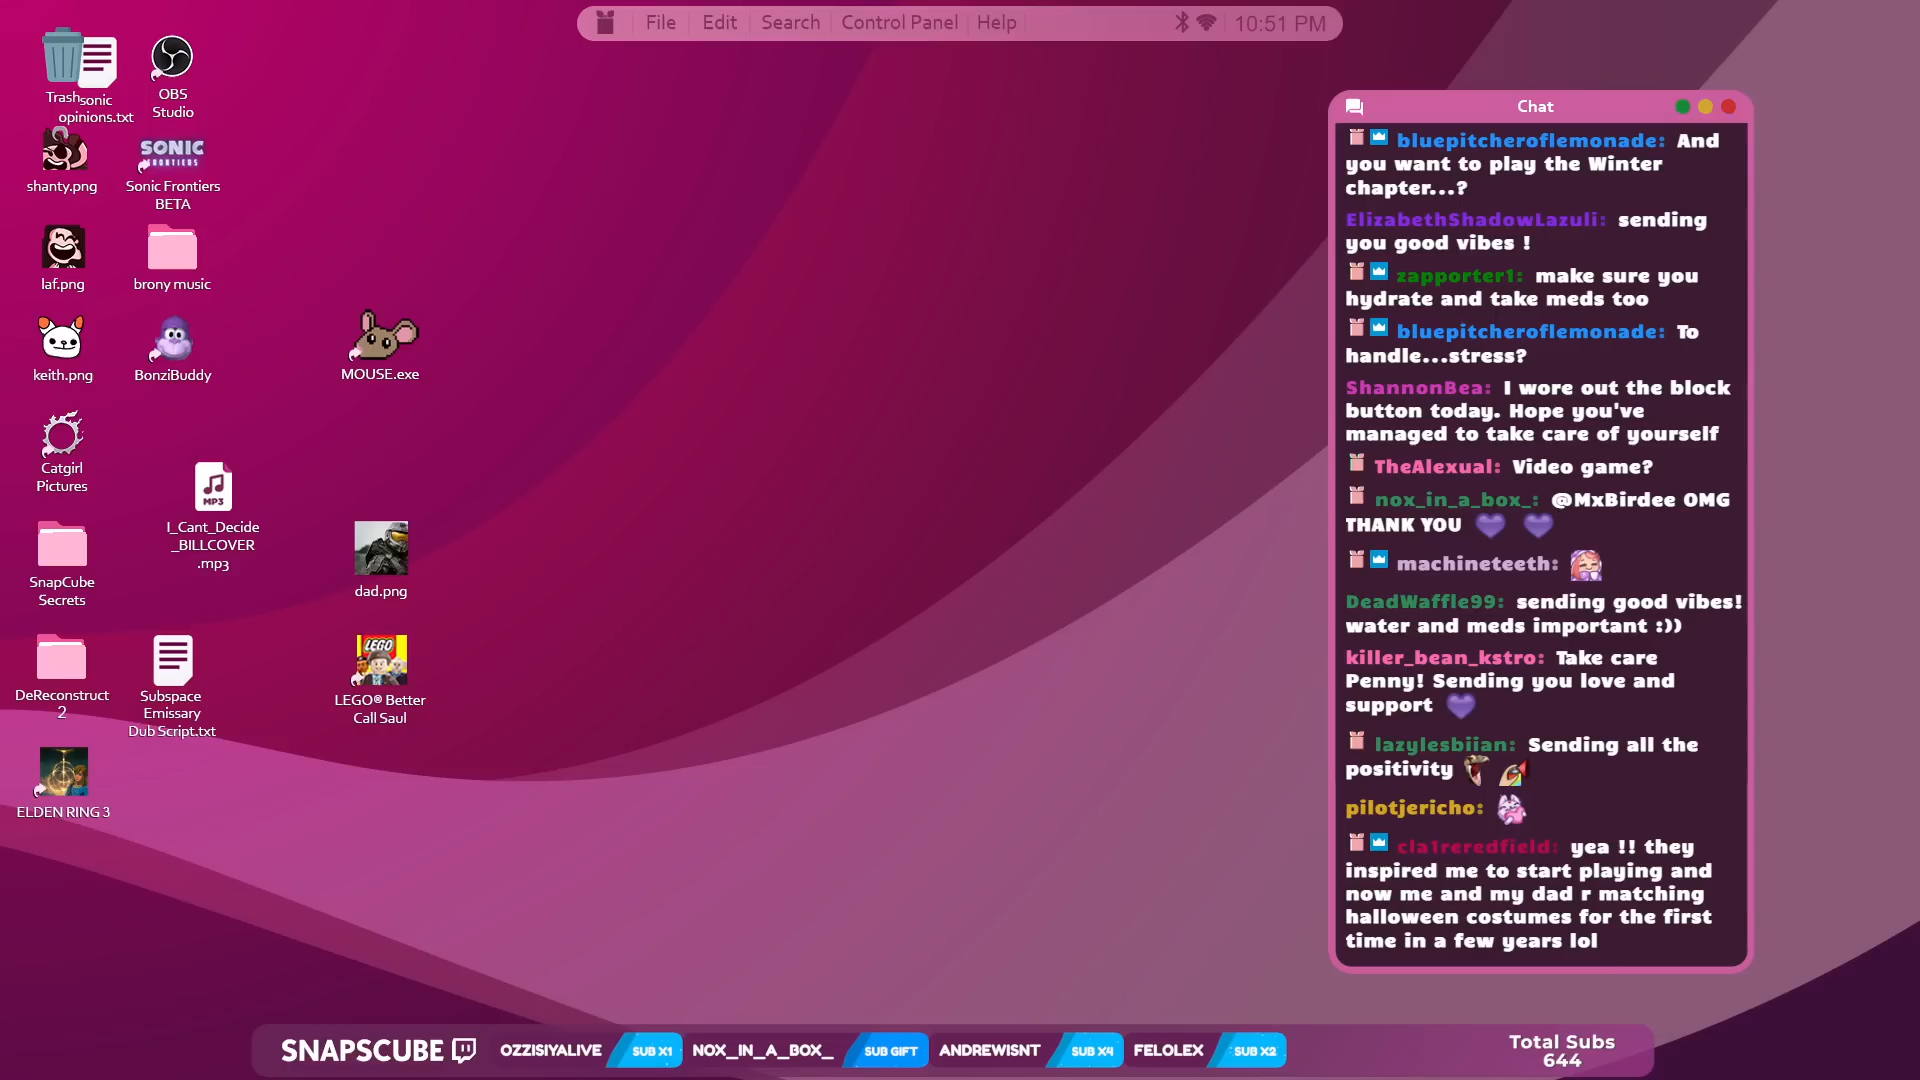 File
Edit
Search
Control Panel
Help
10:51 PM
Trash
sonic
opinions.txt
OBS
Studio
shanty.png
SONIC
FRONTIERS
Sonic Frontiers
BETA
laf.png
brony music
keith.png
BonziBuddy
MOUSE.exe
Catgirl
Pictures
MP3
I_Cant_Decide
_BILLCOVER
.mp3
SnapCube
Secrets
dad.png
DeReconstruct
2
Subspace
Emissary
Dub Script.txt
LEGO
LEGO® Better
Call Saul
ELDEN RING 3
Chat
bluepitcheroflemonade: And
you want to play the Winter
chapter...?
ElizabethShadowLazuli: sending
you good vibes !
zapporter1: make sure you
hydrate and take meds too
bluepitcheroflemonade: To
handle...stress?
ShannonBea: I wore out the block
button today. Hope you've
managed to take care of yourself
TheAlexual: Video game?
nox_in_a_box_: @MxBirdee OMG
THANK YOU
machineteeth:
DeadWaffle99: sending good vibes!
water and meds important :))
killer_bean_kstro: Take care
Penny! Sending you love and
support
lazylesbiian: Sending all the
positivity
pilotjericho:
cla1reredfield: yea !! they
inspired me to start playing and
now me and my dad r matching
halloween costumes for the first
time in a few years lol
SNAPSCUBE
OZZISIYALIVE
SUB X1
NOX_IN_A_BOX_
SUB GIFT
ANDREWISNT
SUB X4
FELOLEX
SUB X2
Total Subs
644